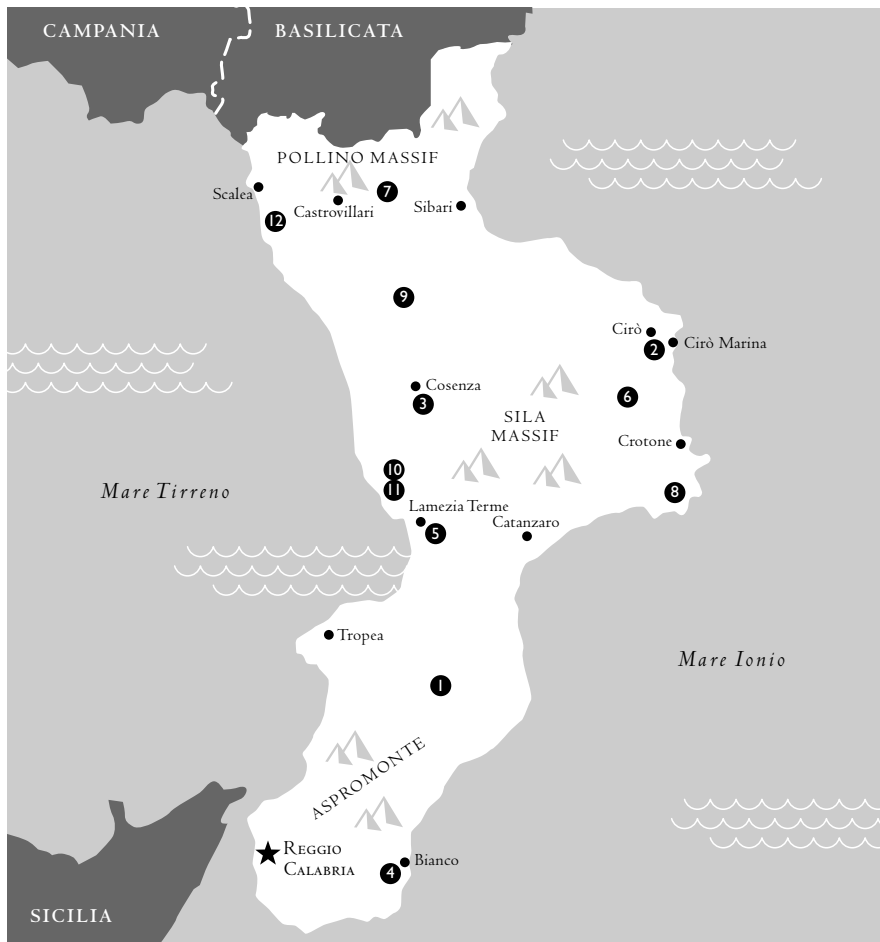 CAMPANIA
BASILICATA
POLLINO MASSIF
Scalea
7
Castrovillari
Sibari
12
9
Cirò
Cirò Marina
2
Cosenza
3
6
SILA
MASSIF
Crotone
10
11
Mare Tirreno
8
Lamezia Terme
Catanzaro
5
Tropea
Mare Ionio
1
ASPROMONTE
REGGIO
CALABRIA
Bianco
4
SICILIA